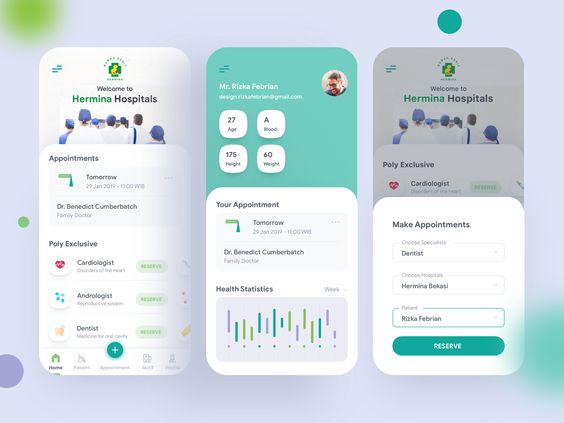 HERMINA
Welcome to
Hermina Hospitals
Appointments
Tomorrow
29 Jan 2019 - 11:00 WIB
Dr. Benedict Cumberbatch
Family Doctor
Poly Exclusive
Cardiologist
Disorders of the heart
RESERVE
Andrologist
Reproductive system
RESERVE
Dentist
Medicine for oral cavity
RESERVE
Home
Patient
Appointment
Notif
Profile
Mr. Rizka Febrian
design.rizkafebrian@gmail.com
27
Age
A
Blood
175
Height
60
Weight
Your Appointment
Tomorrow
29 Jan 2019 - 11:00 WIB
Dr. Benedict Cumberbatch
Family Doctor
Health Statistics
Week
HERMINA
Welcome to
Hermina Hospitals
Poly Exclusive
Cardiologist
Disorders of the heart
RESERVE
Make Appointments
Choose Specialists
Dentist
Choose Hospitals
Hermina Bekasi
Patient
Rizka Febrian
RESERVE